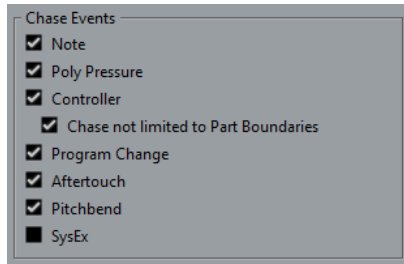 Chase Events
Note
Poly Pressure
Controller
Chase not limited to Part Boundaries
Program Change
Aftertouch
Pitchbend
SysEx